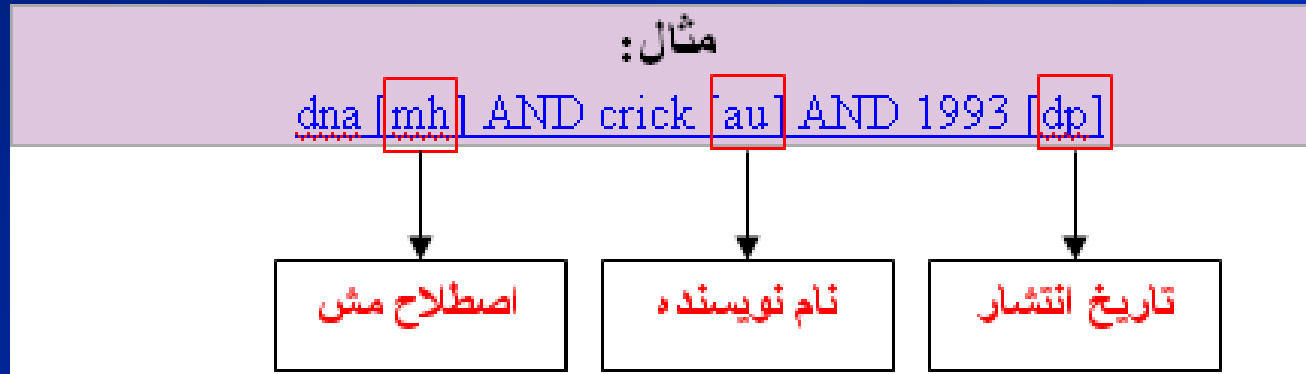 مثال:
dna [mh] AND crick [au] AND 1993 [dp]
اصطلاح مش
نام نویسنده
تاریخ انتشار